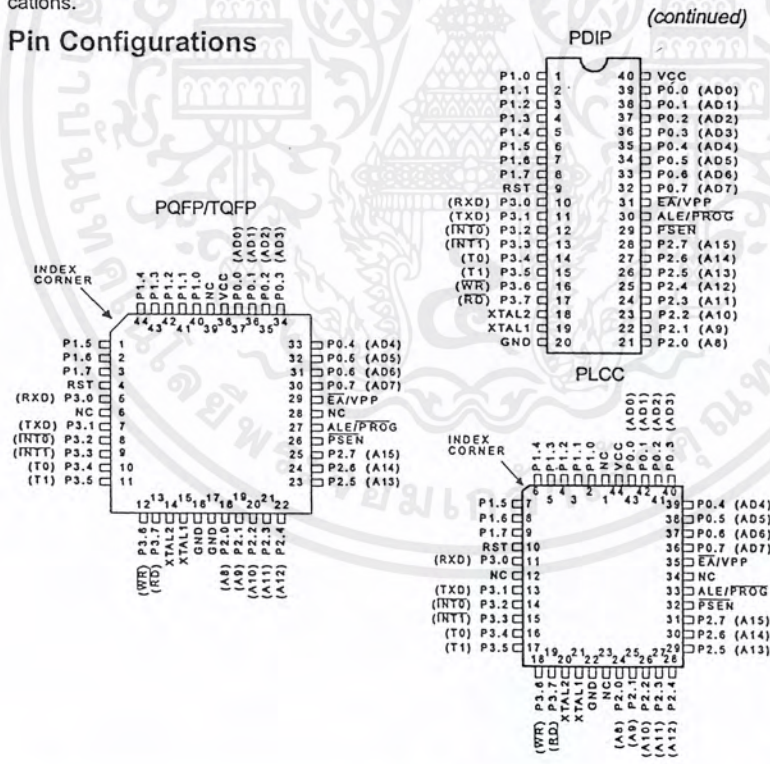 cations.
(continued)
Pin Configurations
PDIP
P1.0 1 40 VCC
P1.1 2 39 P0.0 (AD0)
P1.2 3 38 P0.1 (AD1)
P1.3 4 37 P0.2 (AD2)
P1.4 5 36 P0.3 (AD3)
P1.5 6 35 P0.4 (AD4)
P1.6 7 34 P0.5 (AD5)
P1.7 8 33 P0.6 (AD6)
RST 9 32 P0.7 (AD7)
(RXD) P3.0 10 31 EA/VPP
(TXD) P3.1 11 30 ALE/PROG
(INT0) P3.2 12 29 PSEN
(INT1) P3.3 13 28 P2.7 (A15)
(T0) P3.4 14 27 P2.6 (A14)
(T1) P3.5 15 26 P2.5 (A13)
(WR) P3.6 16 25 P2.4 (A12)
(RD) P3.7 17 24 P2.3 (A11)
XTAL2 18 23 P2.2 (A10)
XTAL1 19 22 P2.1 (A9)
GND 20 21 P2.0 (A8)
PQFP/TQFP
INDEX
CORNER
P1.4 P1.3 P1.2 P1.1 P1.0 NC VCC P0.0 (AD0) P0.1 (AD1) P0.2 (AD2) P0.3 (AD3)
44 43 42 41 40 39 38 37 36 35 34
P1.5 1 33 P0.4 (AD4)
P1.6 2 32 P0.5 (AD5)
P1.7 3 31 P0.6 (AD6)
RST 4 30 P0.7 (AD7)
(RXD) P3.0 5 29 EA/VPP
NC 6 28 NC
(TXD) P3.1 7 27 ALE/PROG
(INT0) P3.2 8 26 PSEN
(INT1) P3.3 9 25 P2.7 (A15)
(T0) P3.4 10 24 P2.6 (A14)
(T1) P3.5 11 23 P2.5 (A13)
12 13 14 15 16 17 18 19 20 21 22
(WR) P3.6 (RD) P3.7 XTAL2 XTAL1 GND GND (A8) P2.0 (A9) P2.1 (A10) P2.2 (A11) P2.3 (A12) P2.4
PLCC
INDEX
CORNER
P1.4 P1.3 P1.2 P1.1 P1.0 NC VCC P0.0 (AD0) P0.1 (AD1) P0.2 (AD2) P0.3 (AD3)
6 5 4 3 2 1 44 43 42 41 40
P1.5 7 39 P0.4 (AD4)
P1.6 8 38 P0.5 (AD5)
P1.7 9 37 P0.6 (AD6)
RST 10 36 P0.7 (AD7)
(RXD) P3.0 11 35 EA/VPP
NC 12 34 NC
(TXD) P3.1 13 33 ALE/PROG
(INT0) P3.2 14 32 PSEN
(INT1) P3.3 15 31 P2.7 (A15)
(T0) P3.4 16 30 P2.6 (A14)
(T1) P3.5 17 29 P2.5 (A13)
18 19 20 21 22 23 24 25 26 27 28
(WR) P3.6 (RD) P3.7 XTAL2 XTAL1 GND NC (A8) P2.0 (A9) P2.1 (A10) P2.2 (A11) P2.3 (A12) P2.4